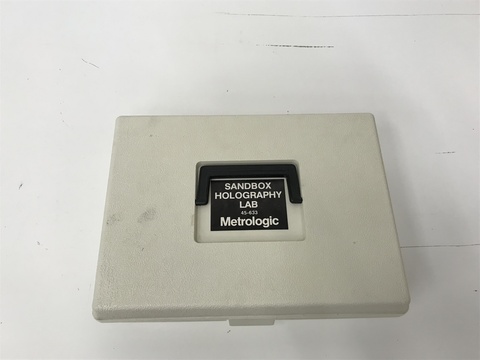 SANDBOX
HOLOGRAPHY
LAB
45-633
Metrologic